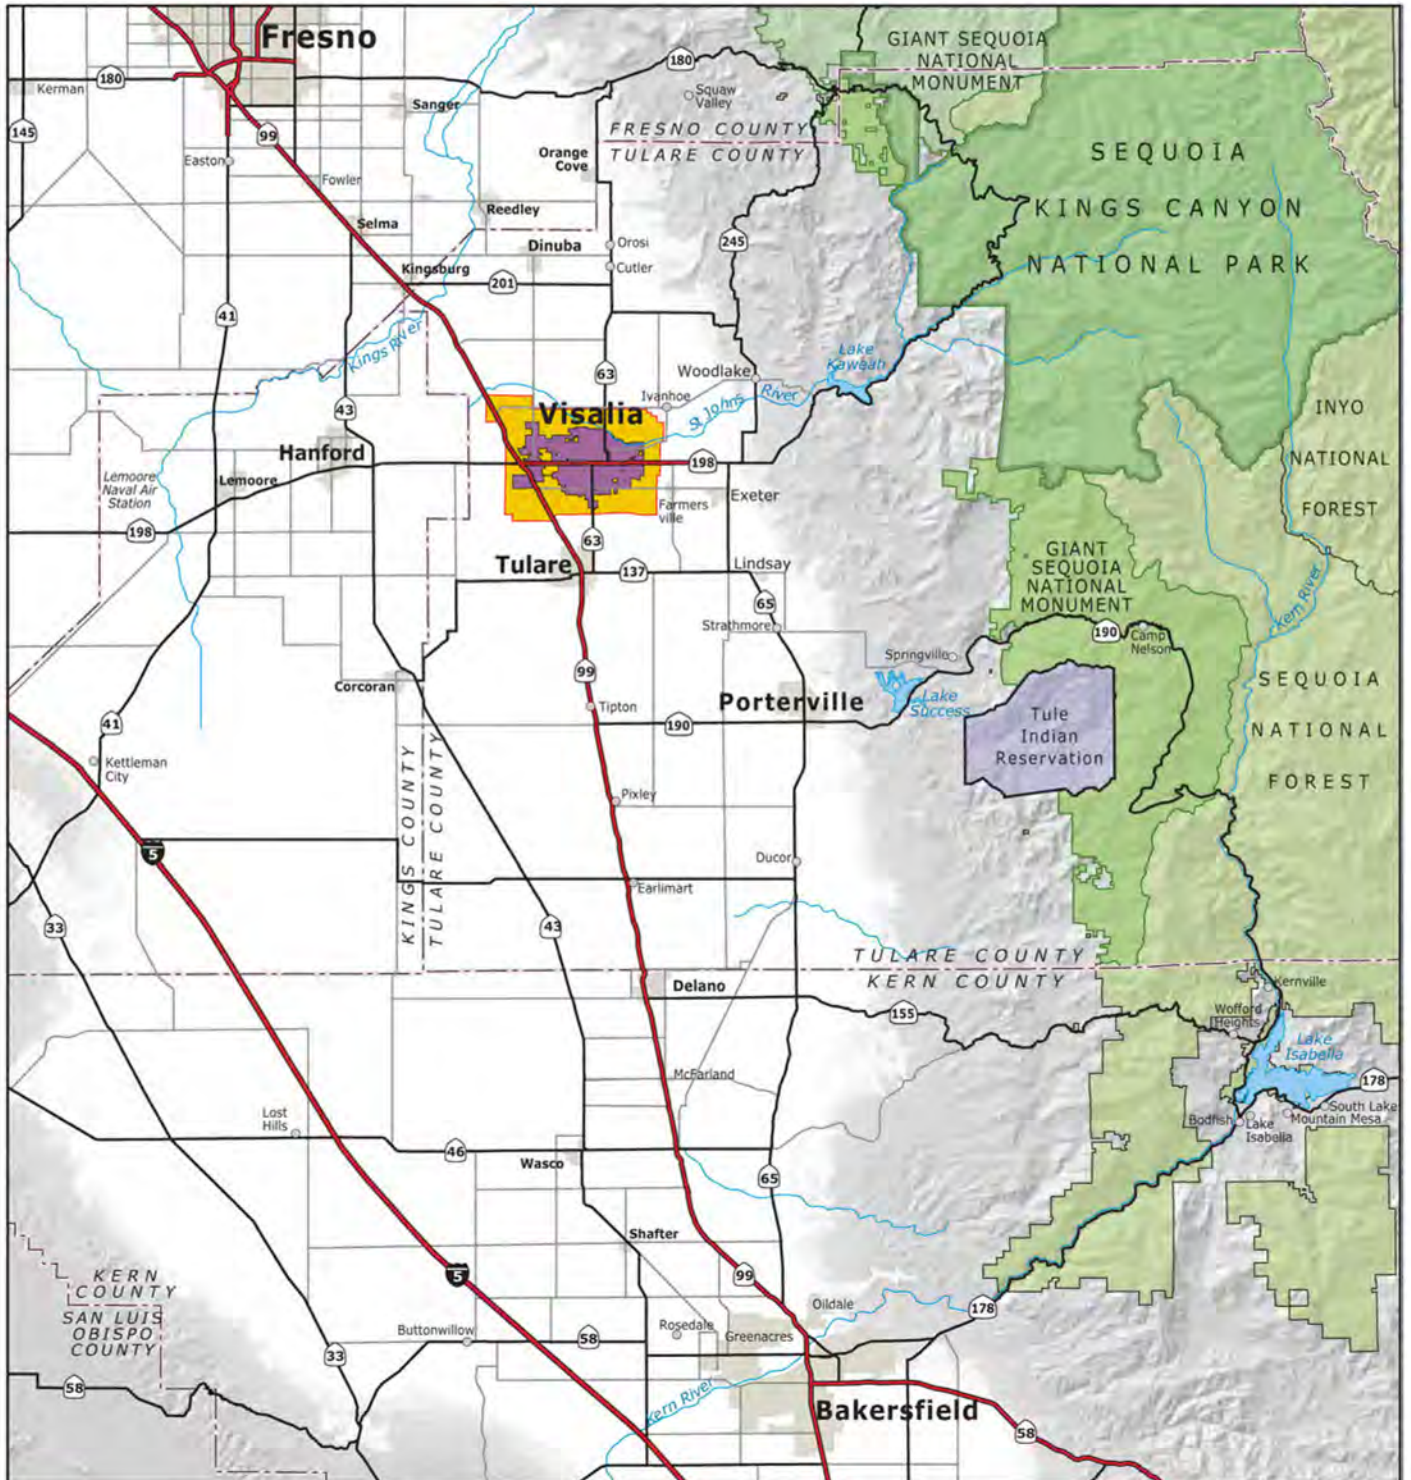 Fresno
GIANT SEQUOIA
NATIONAL
MONUMENT
180
180
Kerman
Squaw
Valley
Sanger
145
99
FRESNO COUNTY
TULARE COUNTY
SEQUOIA
KINGS CANYON
NATIONAL PARK
Easton
Orange
Cove
Fowler
Reedley
Selma
Dinuba
Orosi
Cutler
245
Kingsburg
201
41
Kings River
Lake
Kaweah
Woodlake
63
Ivanhoe
St Johns River
43
Visalia
INYO
NATIONAL
FOREST
Hanford
198
Lemoore
Naval Air
Station
Lemoore
Exeter
Farmers
ville
198
63
Tulare
137
Lindsay
GIANT
SEQUOIA
NATIONAL
MONUMENT
65
Strathmore
Kern River
190
Camp
Nelson
Springville
99
Corcoran
Porterville
Lake
Success
SEQUOIA
NATIONAL
FOREST
Tipton
190
Tule
Indian
Reservation
41
Kettleman
City
KINGS COUNTY
TULARE COUNTY
Pixley
5
Ducor
Earlimart
33
43
TULARE COUNTY
KERN COUNTY
Delano
Kernville
155
Wofford
Heights
Lake
Isabella
McFarland
178
Lost
Hills
South Lake
Bodfish
Lake
Isabella
Mountain Mesa
46
Wasco
65
Shafter
KERN
COUNTY
SAN LUIS
OBISPO
COUNTY
5
99
Oildale
178
Buttonwillow
58
Rosedale
Greenacres
33
58
Kern River
Bakersfield
58